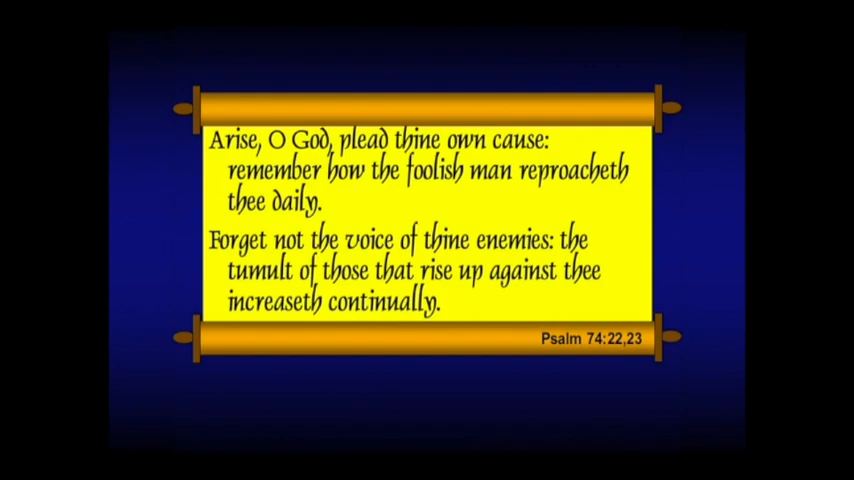 Arise, O God, plead thine own cause:
remember how the foolish man reproacheth
thee daily.
Forget not the voice of thine enemies: the
tumult of those that rise up against thee
increaseth continually.
Psalm 74:22,23